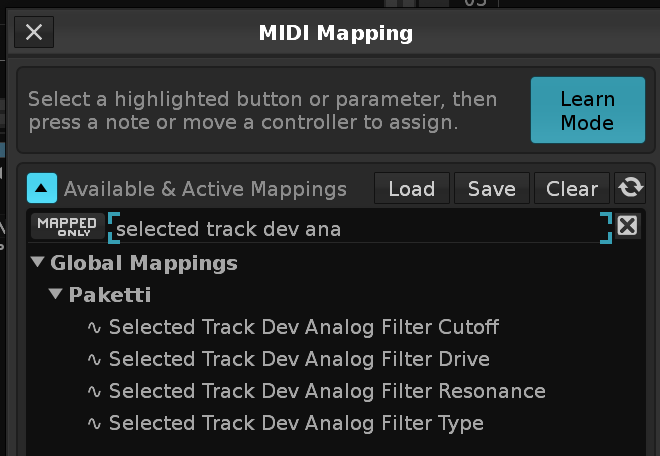 MIDI Mapping
Select a highlighted button or parameter, then
press a note or move a controller to assign.
Learn
Mode
Available & Active Mappings
Load
Save
Clear
MAPPED
ONLY
selected track dev ana
Global Mappings
Paketti
Selected Track Dev Analog Filter Cutoff
Selected Track Dev Analog Filter Drive
Selected Track Dev Analog Filter Resonance
Selected Track Dev Analog Filter Type